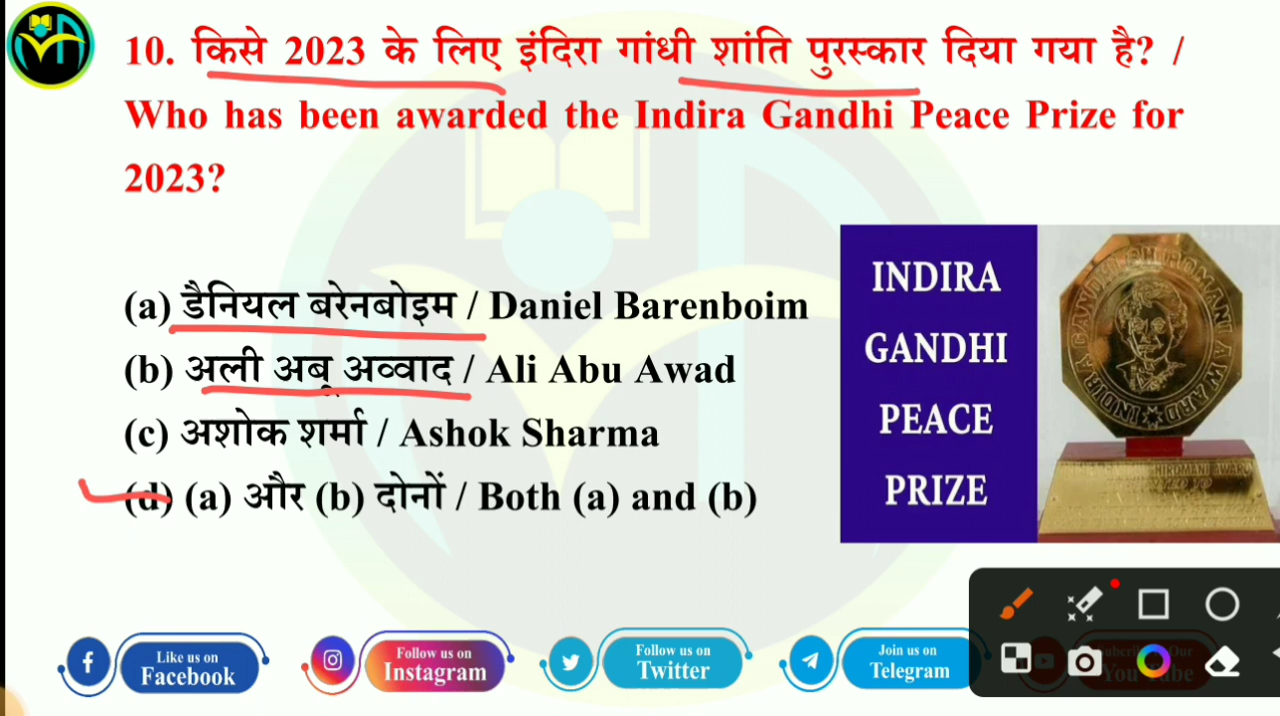 10. किसे 2023 के लिए इंदिरा गांधी शांति पुरस्कार दिया गया है? /
Who has been awarded the Indira Gandhi Peace Prize for
2023?
(a) डैनियल बरेनबोइम / Daniel Barenboim
(b) अली अबू अव्वाद / Ali Abu Awad
(c) अशोक शर्मा / Ashok Sharma
(d) (a) और (b) दोनों / Both (a) and (b)
INDIRA
GANDHI
PEACE
PRIZE
Like us on
Facebook
Follow us on
Instagram
Follow us on
Twitter
Join us on
Telegram